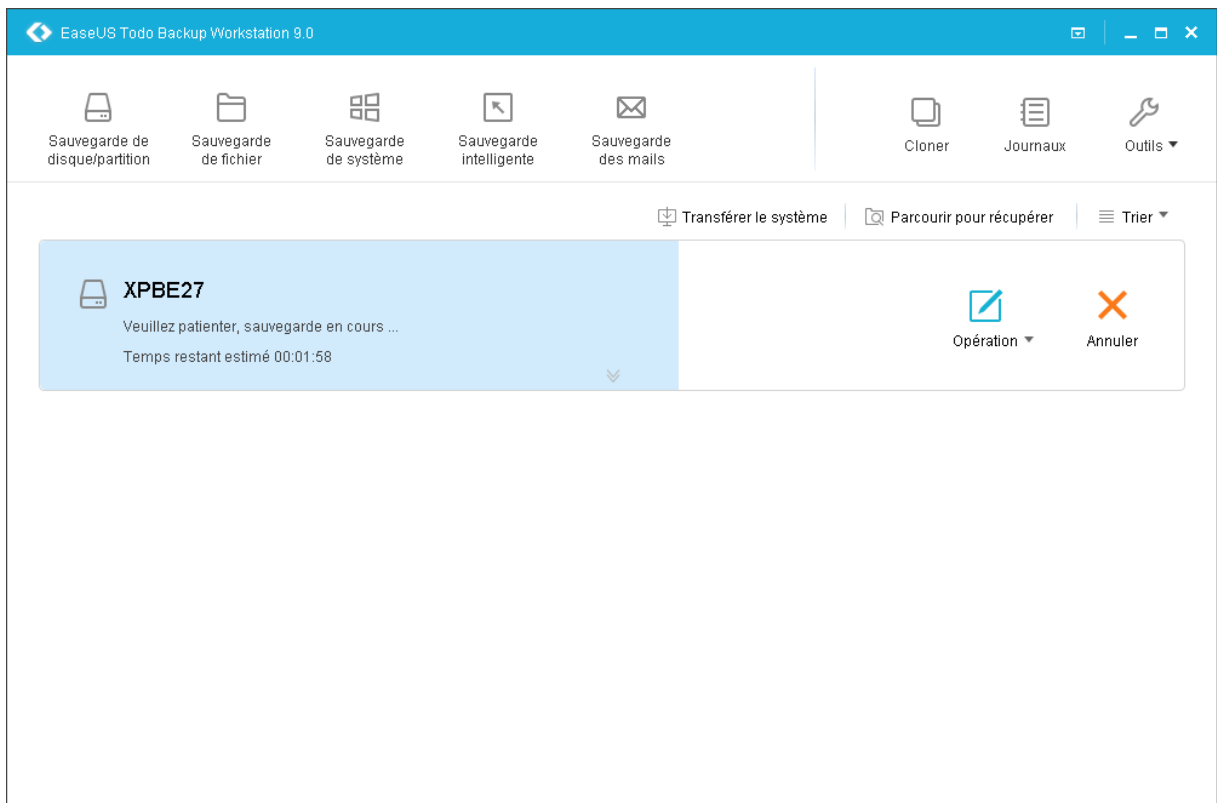 EaseUS Todo Backup Workstation 9.0
Sauvegarde de
disque/partition
Sauvegarde
de fichier
Sauvegarde
de système
Sauvegarde
intelligente
Sauvegarde
des mails
Cloner
Journaux
Outils
Transférer le système
Parcourir pour récupérer
Trier
XPBE27
Veuillez patienter, sauvegarde en cours ...
Temps restant estimé 00:01:58
Opération
Annuler